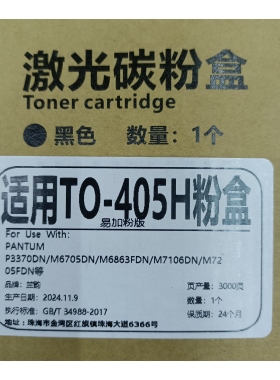 激光碳粉盒
Toner cartridge
黑色 数量：1个
适用TO-405H粉盒
易加粉版
For Use With:
PANTUM
P3370DN/M6705DN/M6863FDN/M7106DN/M72
05FDN等
品牌：兰钧 页产量：3000页
生产日期：2024.11.9 数量：1个
执行标准：GB/T 34988-2017 保质期：24个月
地址：珠海市金湾区红旗镇珠海大道6366号